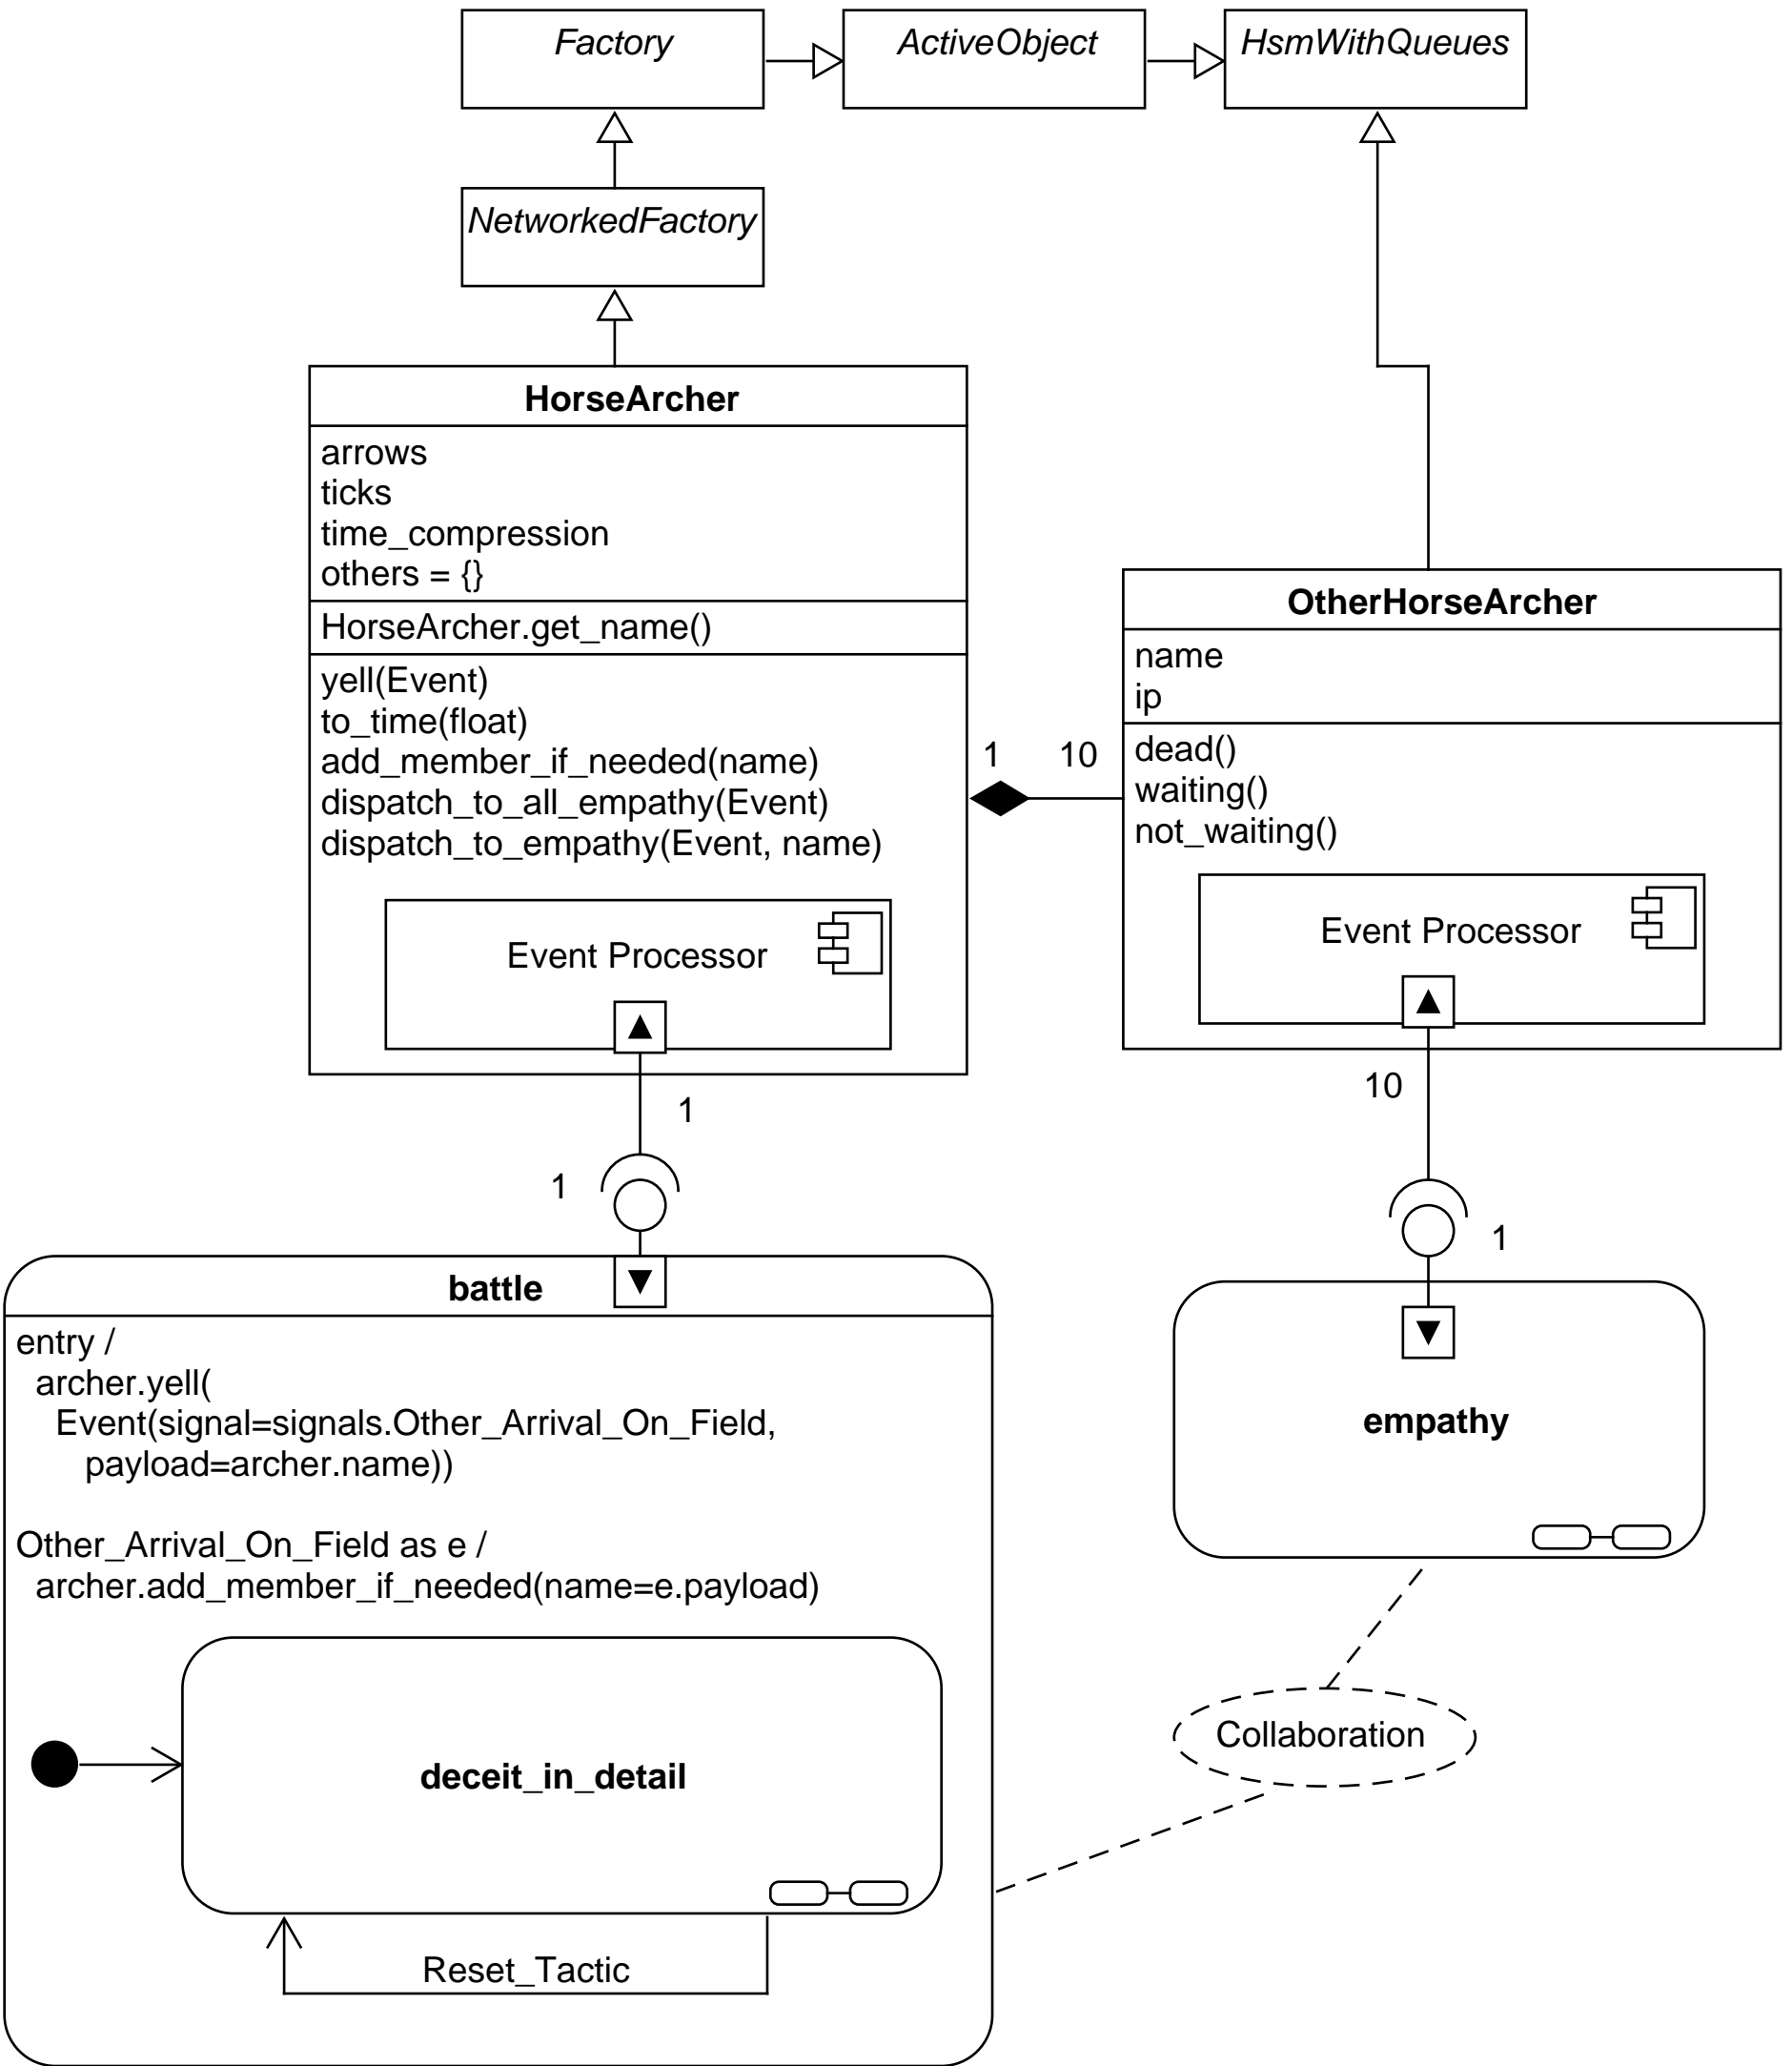 Factory
ActiveObject
HsmWithQueues
NetworkedFactory
HorseArcher
arrows
ticks
time_compression
others = {}
HorseArcher.get_name()
yell(Event)
to_time(float)
add_member_if_needed(name)
dispatch_to_all_empathy(Event)
dispatch_to_empathy(Event, name)
Event Processor
1
10
OtherHorseArcher
name
ip
dead()
waiting()
not_waiting()
Event Processor
1
1
10
1
battle
entry /
archer.yell(
Event(signal=signals.Other_Arrival_On_Field,
payload=archer.name))
Other_Arrival_On_Field as e /
archer.add_member_if_needed(name=e.payload)
deceit_in_detail
Reset_Tactic
empathy
Collaboration